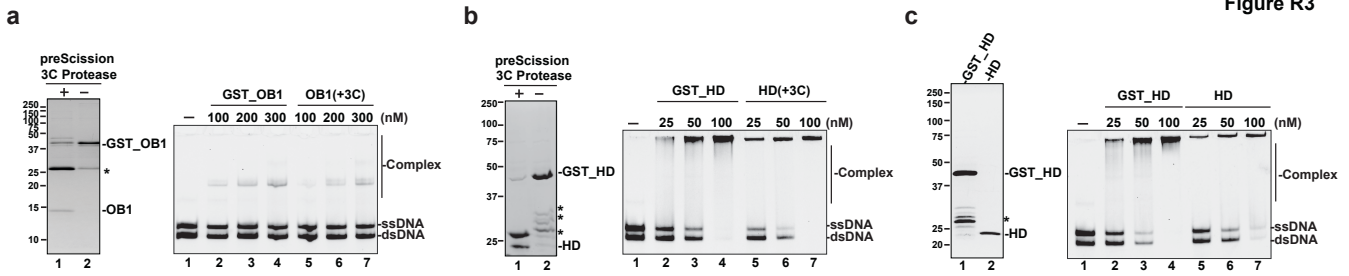 Figure R3
a
preScission
3C Protease
+ –
250
150
100
75
50
37
25
20
15
10
-GST_OB1
*
-OB1
1 2
GST_OB1 OB1(+3C)
– 100 200 300 100 200 300 (nM)
-Complex
-ssDNA
-dsDNA
1 2 3 4 5 6 7
b
preScission
3C Protease
+ –
250
100
75
50
37
25
-GST_HD
*
*
*
-HD
1 2
GST_HD HD(+3C)
– 25 50 100 25 50 100 (nM)
-Complex
-ssDNA
-dsDNA
1 2 3 4 5 6 7
c
-GST_HD
-HD
250
150
100
75
50
37
25
20
-GST_HD
*
-HD
1 2
GST_HD HD
– 25 50 100 25 50 100 (nM)
-Complex
-ssDNA
-dsDNA
1 2 3 4 5 6 7